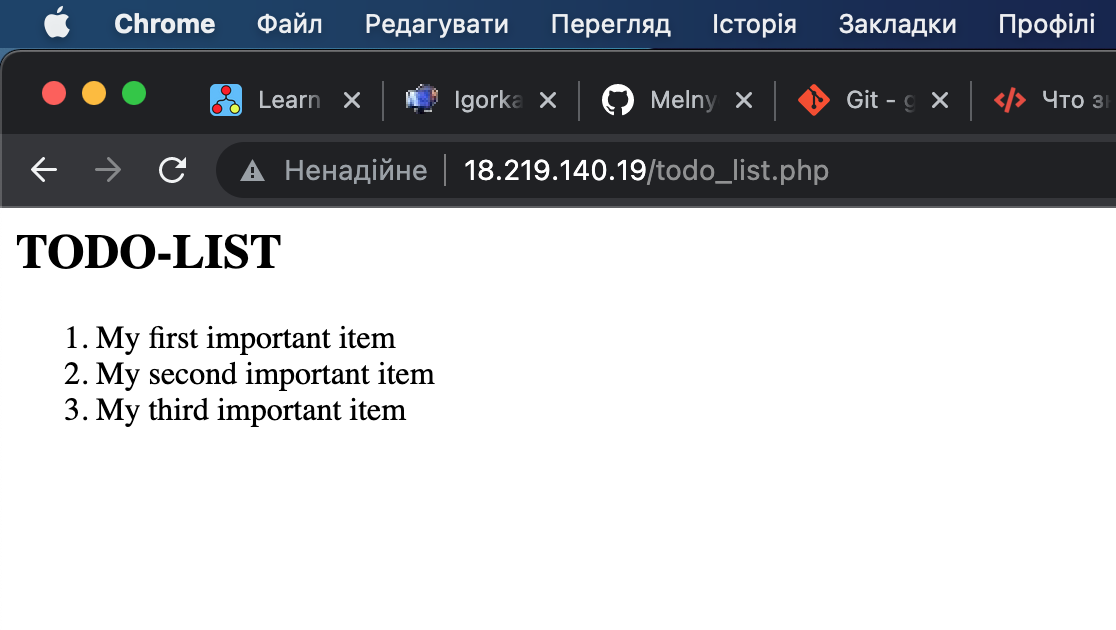 Chrome Файл Редагувати Перегляд Історія Закладки Профілі
Learn Igorka Melny Git - g Что з
Ненадійне 18.219.140.19/todo_list.php
TODO-LIST
1. My first important item
2. My second important item
3. My third important item